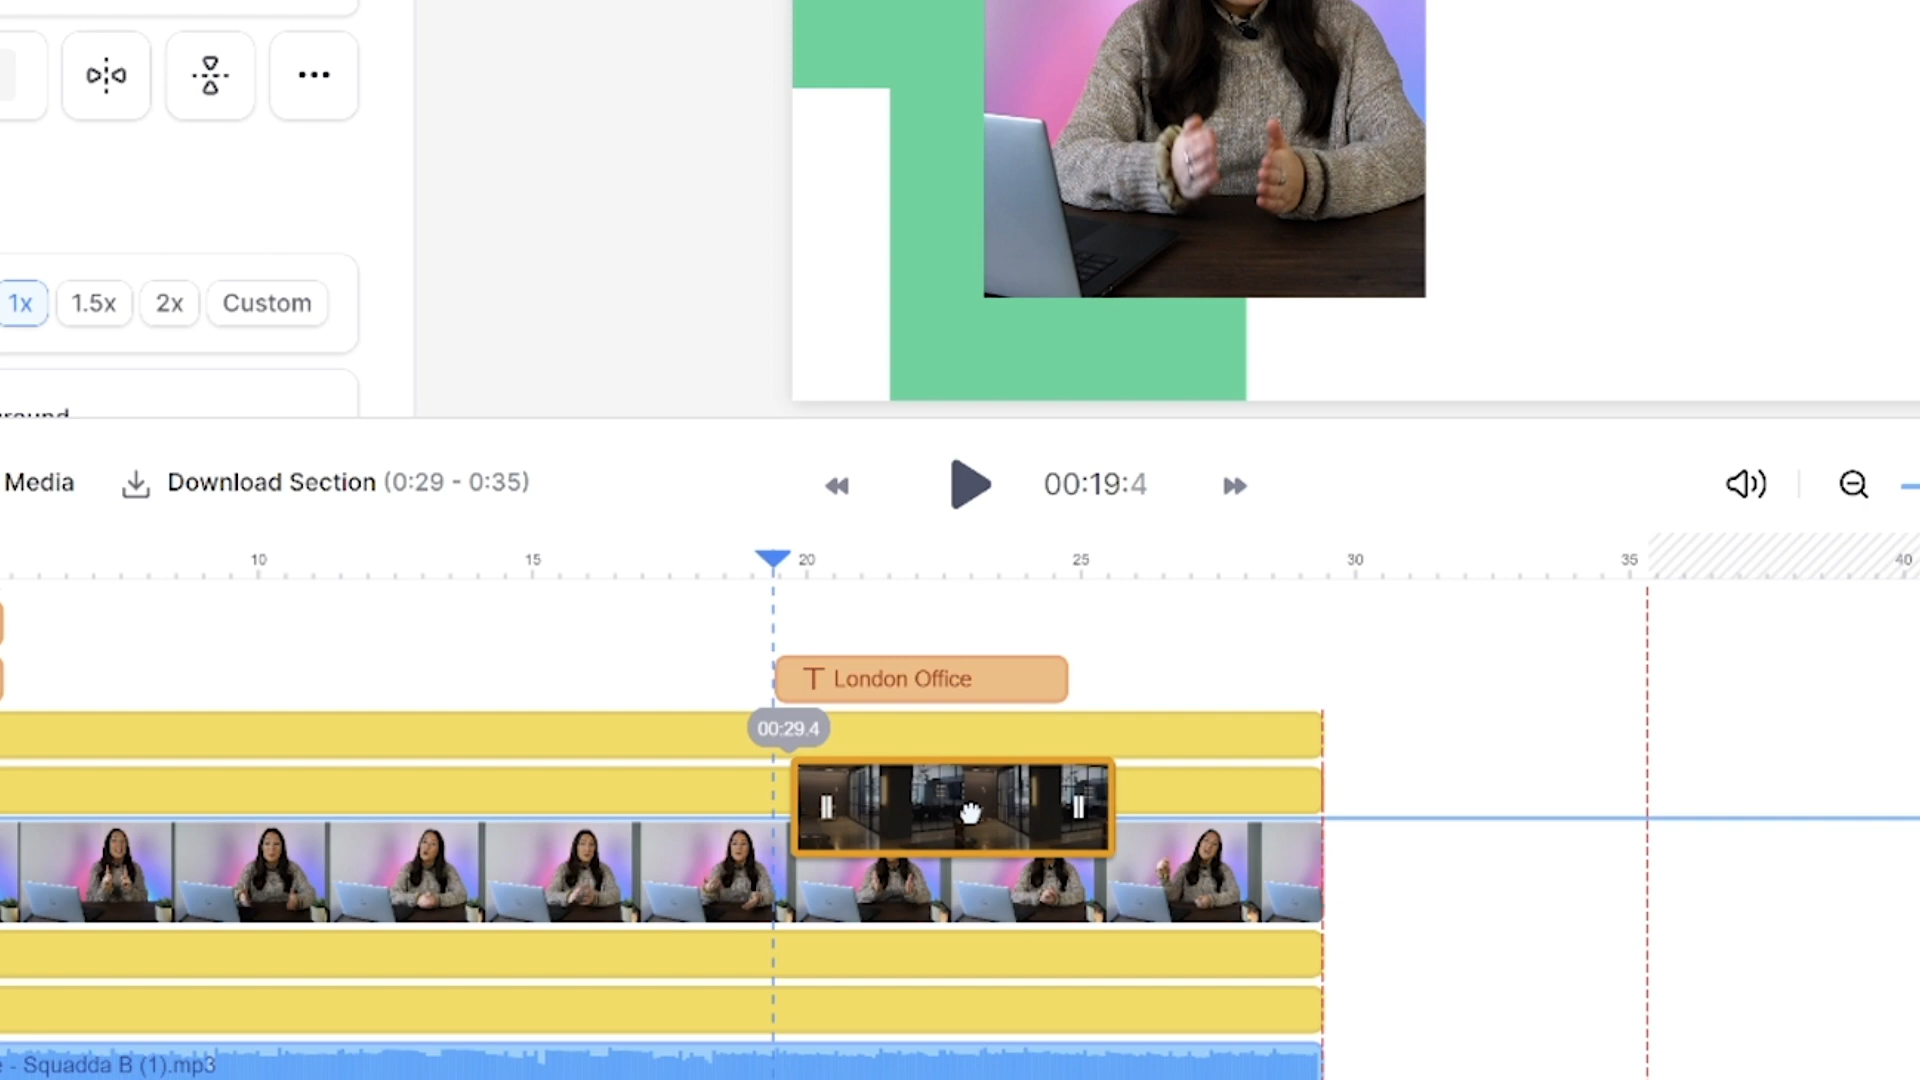 1x 1.5x 2x Custom
round
Media Download Section (0:29 - 0:35) 00:19:4
10 15 20 25 30 35 40
T London Office
00:29.4
- Squadda B (1).mp3